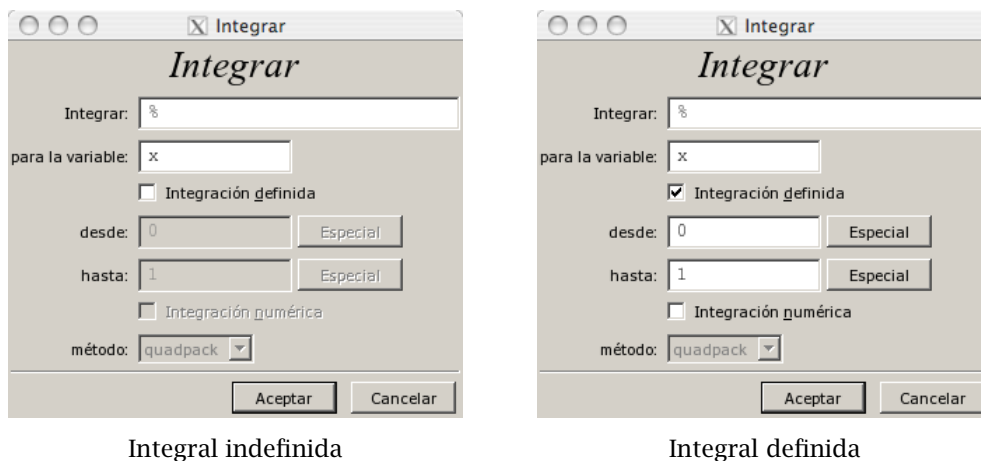 Integrar
Integrar
Integrar: %
para la variable: x
Integración definida
desde: 0 Especial
hasta: 1 Especial
Integración numérica
método: quadpack
Aceptar Cancelar
Integral indefinida
Integrar
Integrar
Integrar: %
para la variable: x
Integración definida
desde: 0 Especial
hasta: 1 Especial
Integración numérica
método: quadpack
Aceptar Cancelar
Integral definida